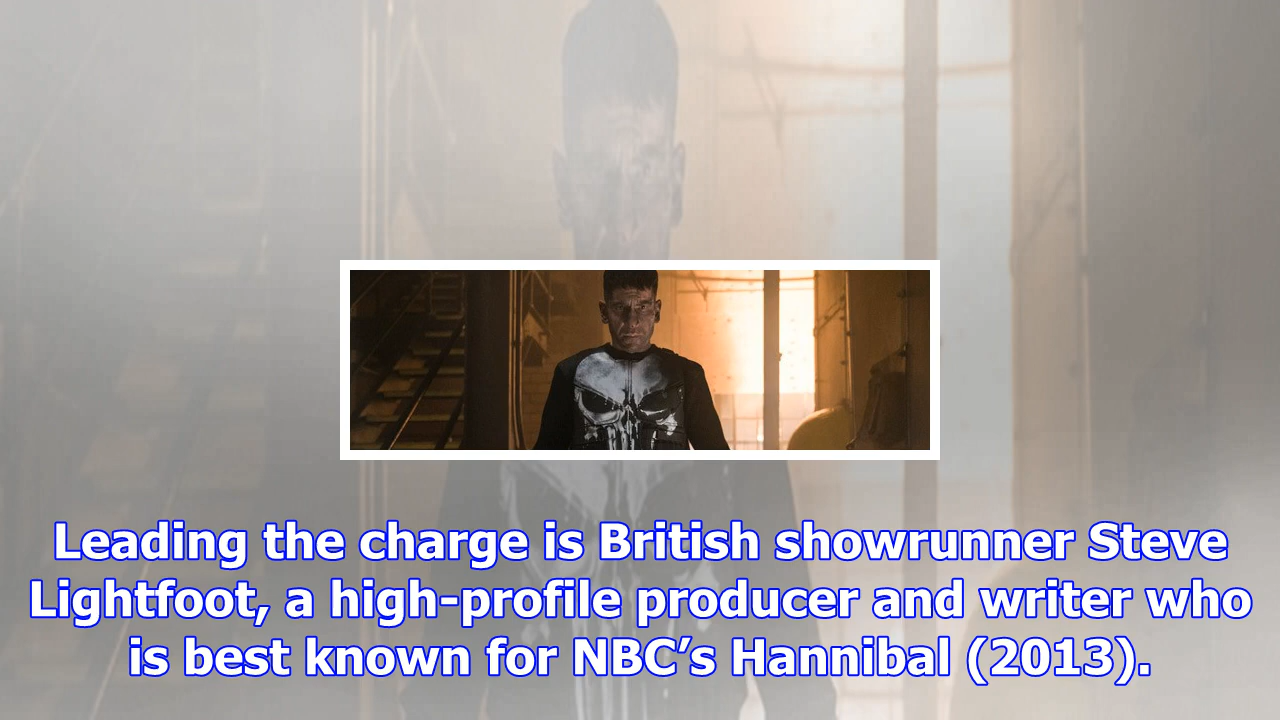 Leading the charge is British showrunner Steve
Lightfoot, a high-profile producer and writer who
is best known for NBC’s Hannibal (2013).